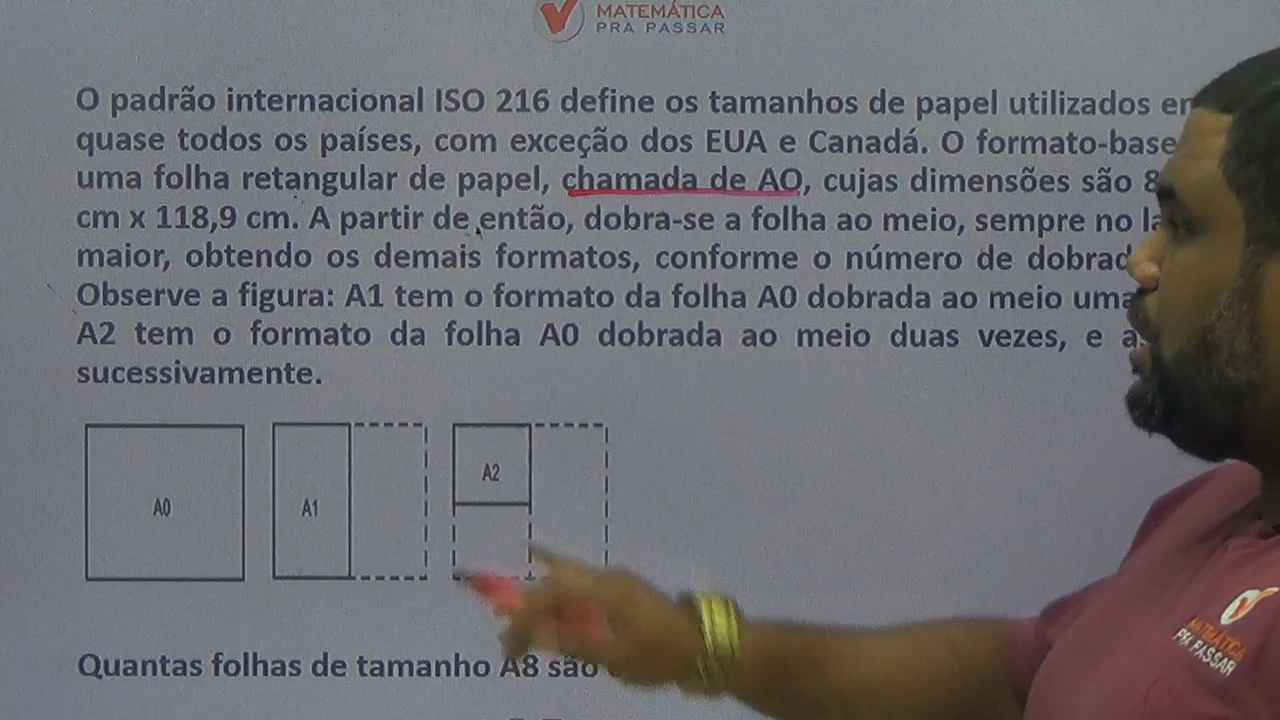 MATEMÁTICA
PRA PASSAR
O padrão internacional ISO 216 define os tamanhos de papel utilizados
quase todos os países, com exceção dos EUA e Canadá. O formato-base
uma folha retangular de papel, chamada de AO, cujas dimensões são
cm x 118,9 cm. A partir de então, dobra-se a folha ao meio, sempre no
maior, obtendo os demais formatos, conforme o número de
Observe a figura: A1 tem o formato da folha A0 dobrada ao meio
A2 tem o formato da folha A0 dobrada ao meio duas vezes, e
sucessivamente.
A0 A1 A2
Quantas folhas de tamanho A8 são
MATEMÁTICA
PRA PASSAR